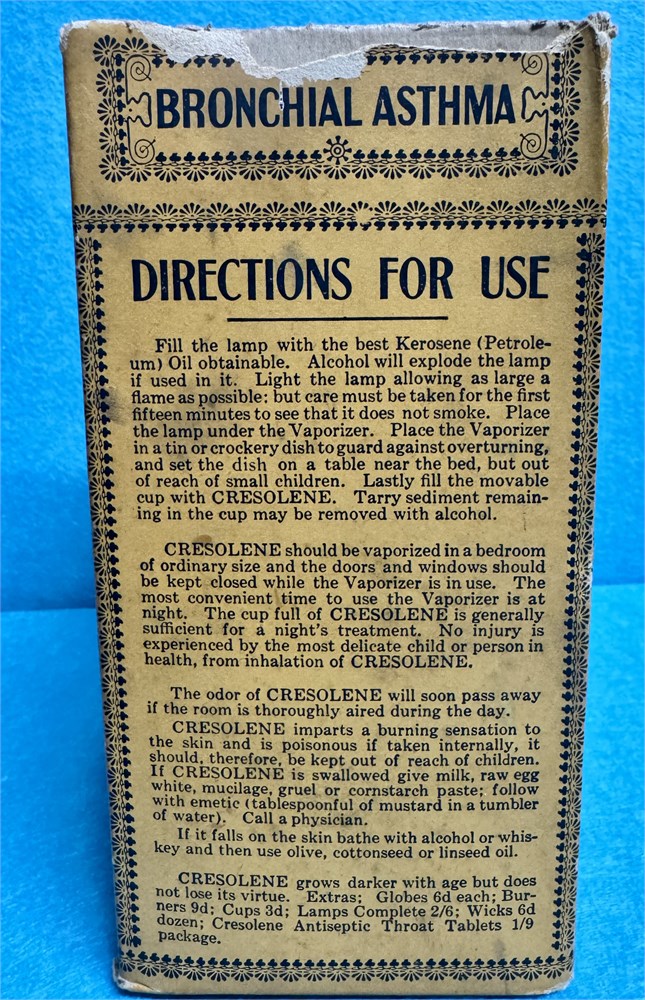 BRONCHIAL ASTHMA
DIRECTIONS FOR USE
Fill the lamp with the best Kerosene (Petrole-
um) Oil obtainable. Alcohol will explode the lamp
if used in it. Light the lamp allowing as large a
flame as possible: but care must be taken for the first
fifteen minutes to see that it does not smoke. Place
the lamp under the Vaporizer. Place the Vaporizer
in a tin or crockery dish to guard against overturning,
and set the dish on a table near the bed, but out
of reach of small children. Lastly fill the movable
cup with CRESOLENE. Tarry sediment remain-
ing in the cup may be removed with alcohol.
CRESOLENE should be vaporized in a bedroom
of ordinary size and the doors and windows should
be kept closed while the Vaporizer is in use. The
most convenient time to use the Vaporizer is at
night. The cup full of CRESOLENE is generally
sufficient for a night's treatment. No injury is
experienced by the most delicate child or person in
health, from inhalation of CRESOLENE.
The odor of CRESOLENE will soon pass away
if the room is thoroughly aired during the day.
CRESOLENE imparts a burning sensation to
the skin and is poisonous if taken internally, it
should, therefore, be kept out of reach of children.
If CRESOLENE is swallowed give milk, raw egg
white, mucilage, gruel or cornstarch paste; follow
with emetic (tablespoonful of mustard in a tumbler
of water). Call a physician.
If it falls on the skin bathe with alcohol or whis-
key and then use olive, cottonseed or linseed oil.
CRESOLENE grows darker with age but does
not lose its virtue. Extras; Globes 6d each; Bur-
ners 9d; Cups 3d; Lamps Complete 2/6; Wicks 6d
dozen; Cresolene Antiseptic Throat Tablets 1/9
package.